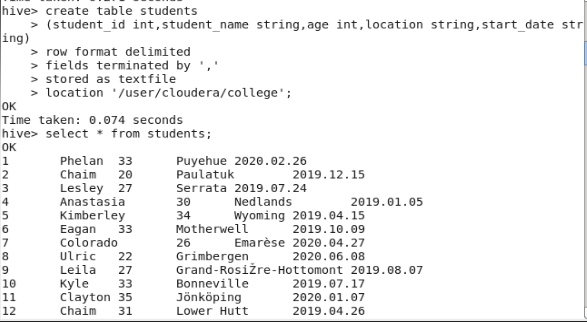 hive> create table students
> (student_id int,student_name string,age int,location string,start_date str
ing)
> row format delimited
> fields terminated by ','
> stored as textfile
> location '/user/cloudera/college';
OK
Time taken: 0.074 seconds
hive> select * from students;
OK
1 Phelan 33 Puyehue 2020.02.26
2 Chaim 20 Paulatuk 2019.12.15
3 Lesley 27 Serrata 2019.07.24
4 Anastasia 30 Nedlands 2019.01.05
5 Kimberley 34 Wyoming 2019.04.15
6 Eagan 33 Motherwell 2019.10.09
7 Colorado 26 Emarèse 2020.04.27
8 Ulric 22 Grimbergen 2020.06.08
9 Leila 27 Grand-RosiŽre-Hottomont 2019.08.07
10 Kyle 33 Bonneville 2019.07.17
11 Clayton 35 Jönköping 2020.01.07
12 Chaim 31 Lower Hutt 2019.04.26